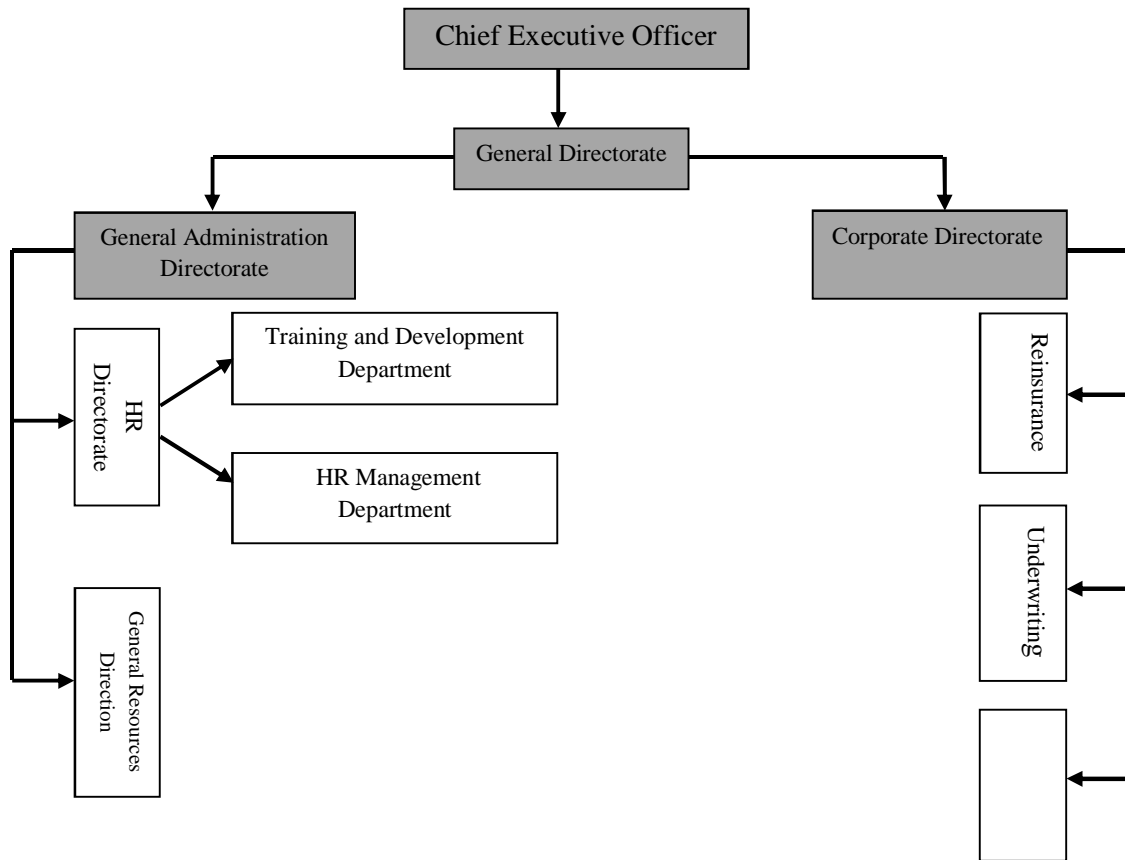 Chief Executive Officer
General Directorate
General Administration
Directorate
Corporate Directorate
HR
Directorate
Training and Development
Department
HR Management
Department
General Resources
Direction
Reinsurance
Underwriting